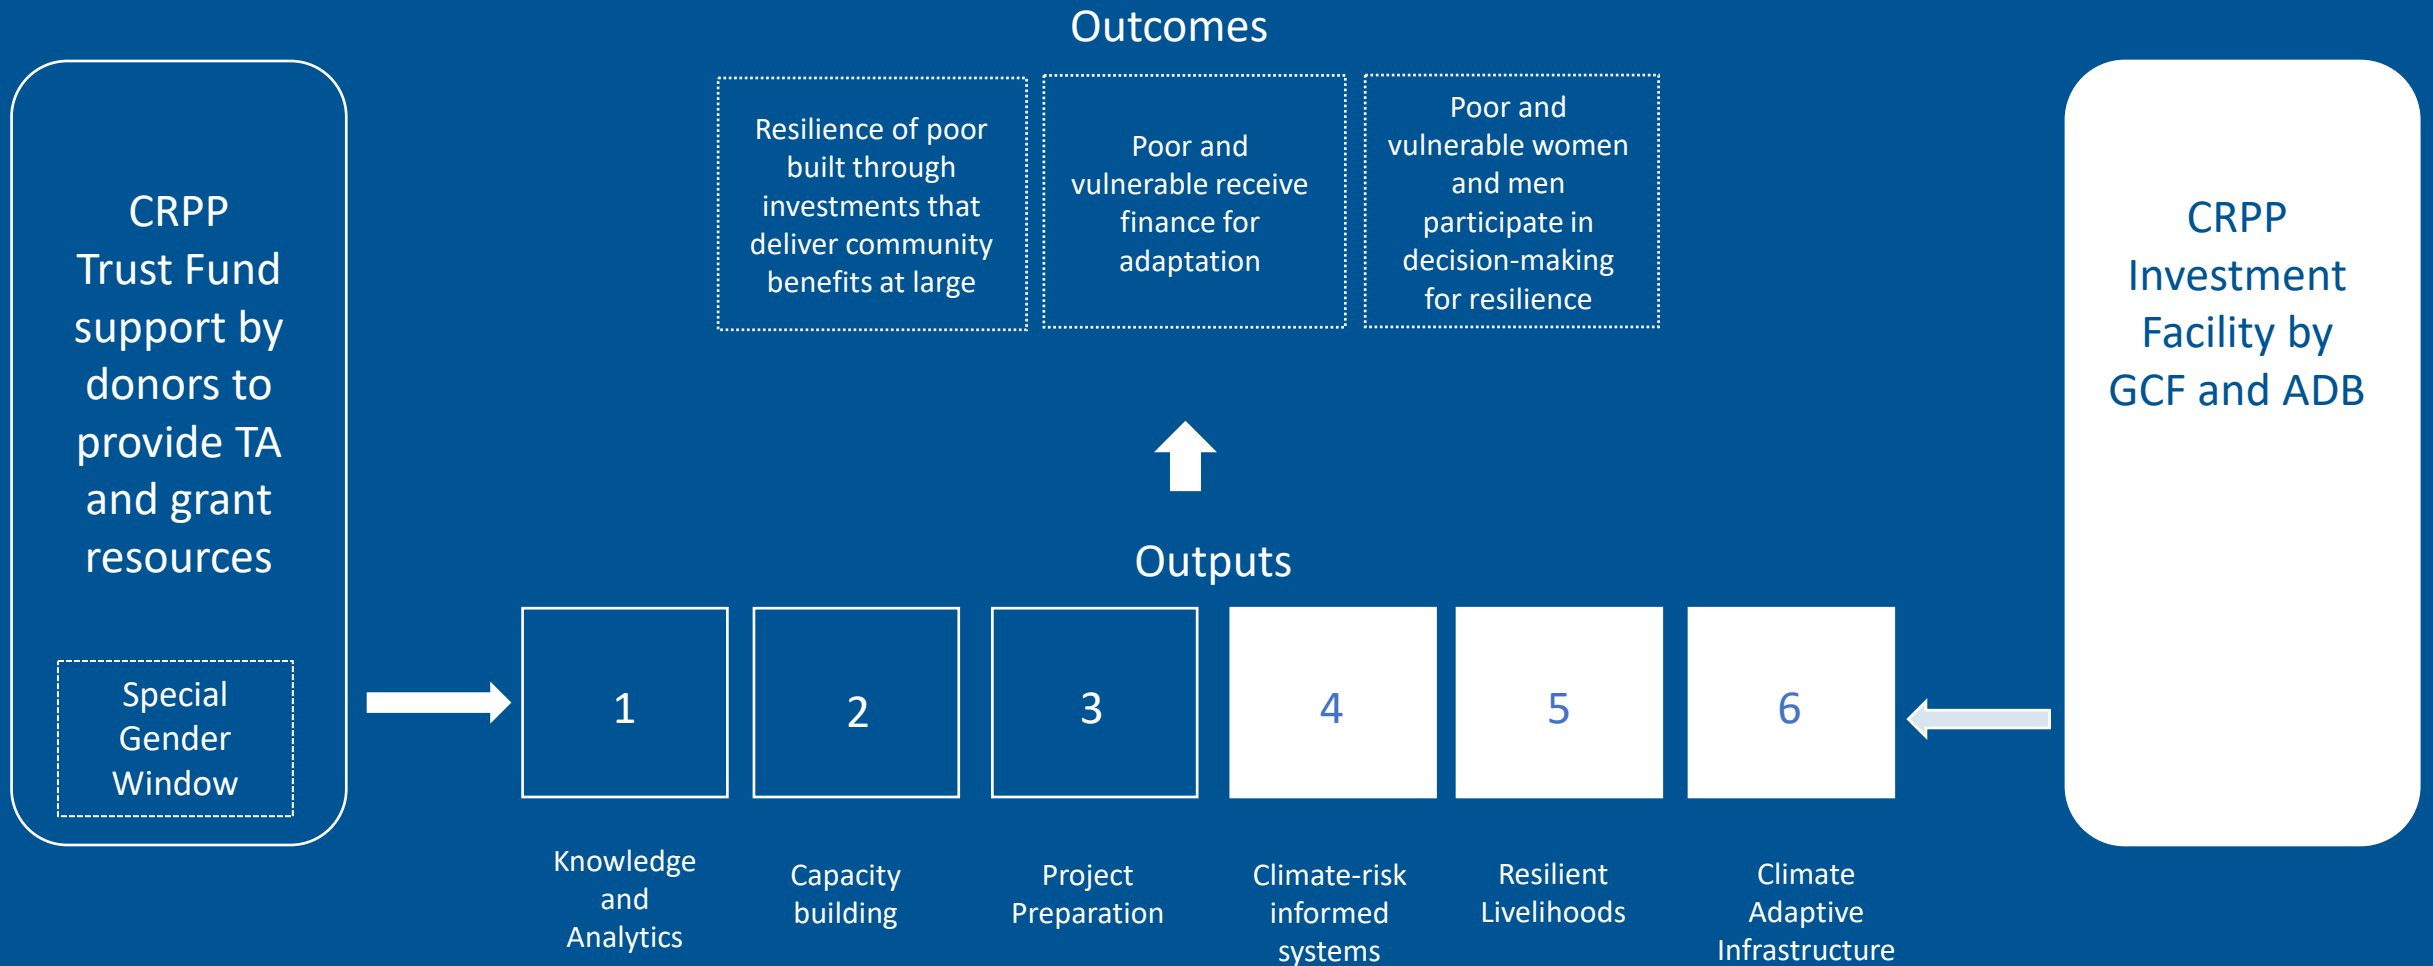 Outcomes
CRPP
Trust Fund
support by
donors to
provide TA
and grant
resources
Special
Gender
Window
Resilience of poor
built through
investments that
deliver community
benefits at large
Poor and
vulnerable receive
finance for
adaptation
Poor and
vulnerable women
and men
participate in
decision-making
for resilience
CRPP
Investment
Facility by
GCF and ADB
Outputs
1
2
3
4
5
6
Knowledge
and
Analytics
Capacity
building
Project
Preparation
Climate-risk
informed
systems
Resilient
Livelihoods
Climate
Adaptive
Infrastructure